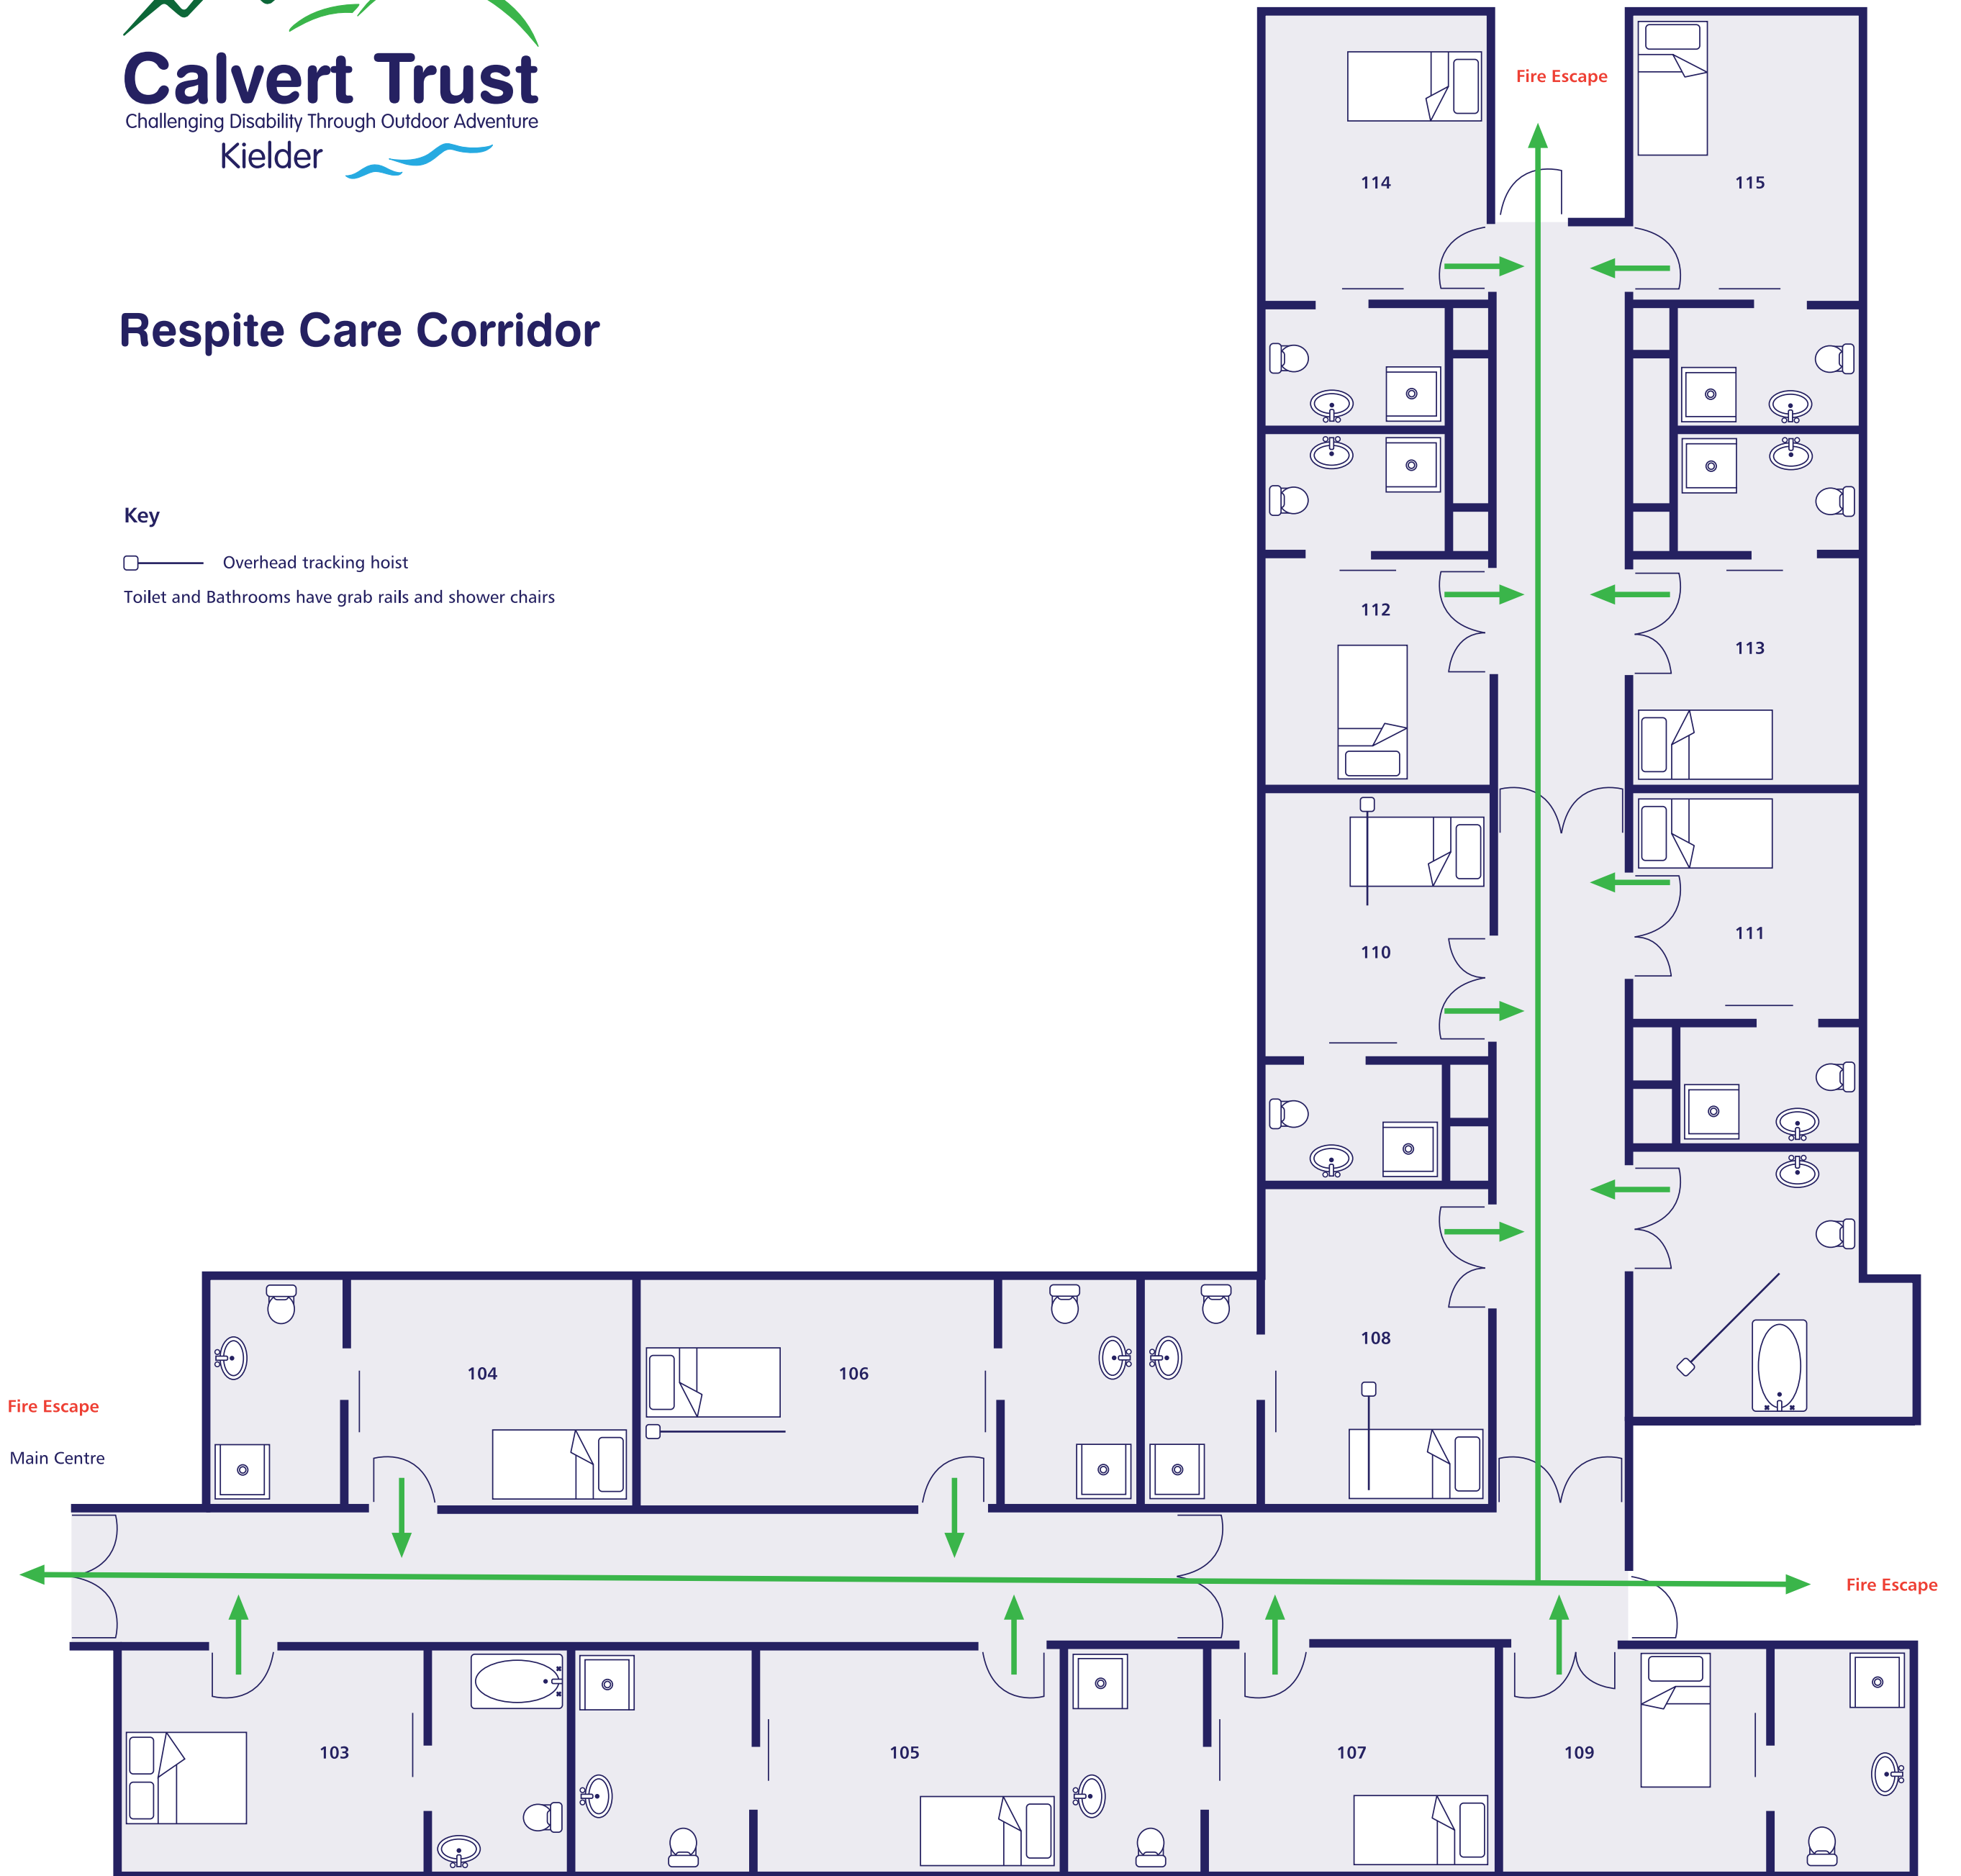 Calvert Trust
Challenging Disability Through Outdoor Adventure
Kielder
Respite Care Corridor
Key
Overhead tracking hoist
Toilet and Bathrooms have grab rails and shower chairs
Fire Escape
114
115
112
113
110
111
108
104
106
Fire Escape
Main Centre
Fire Escape
103
105
107
109